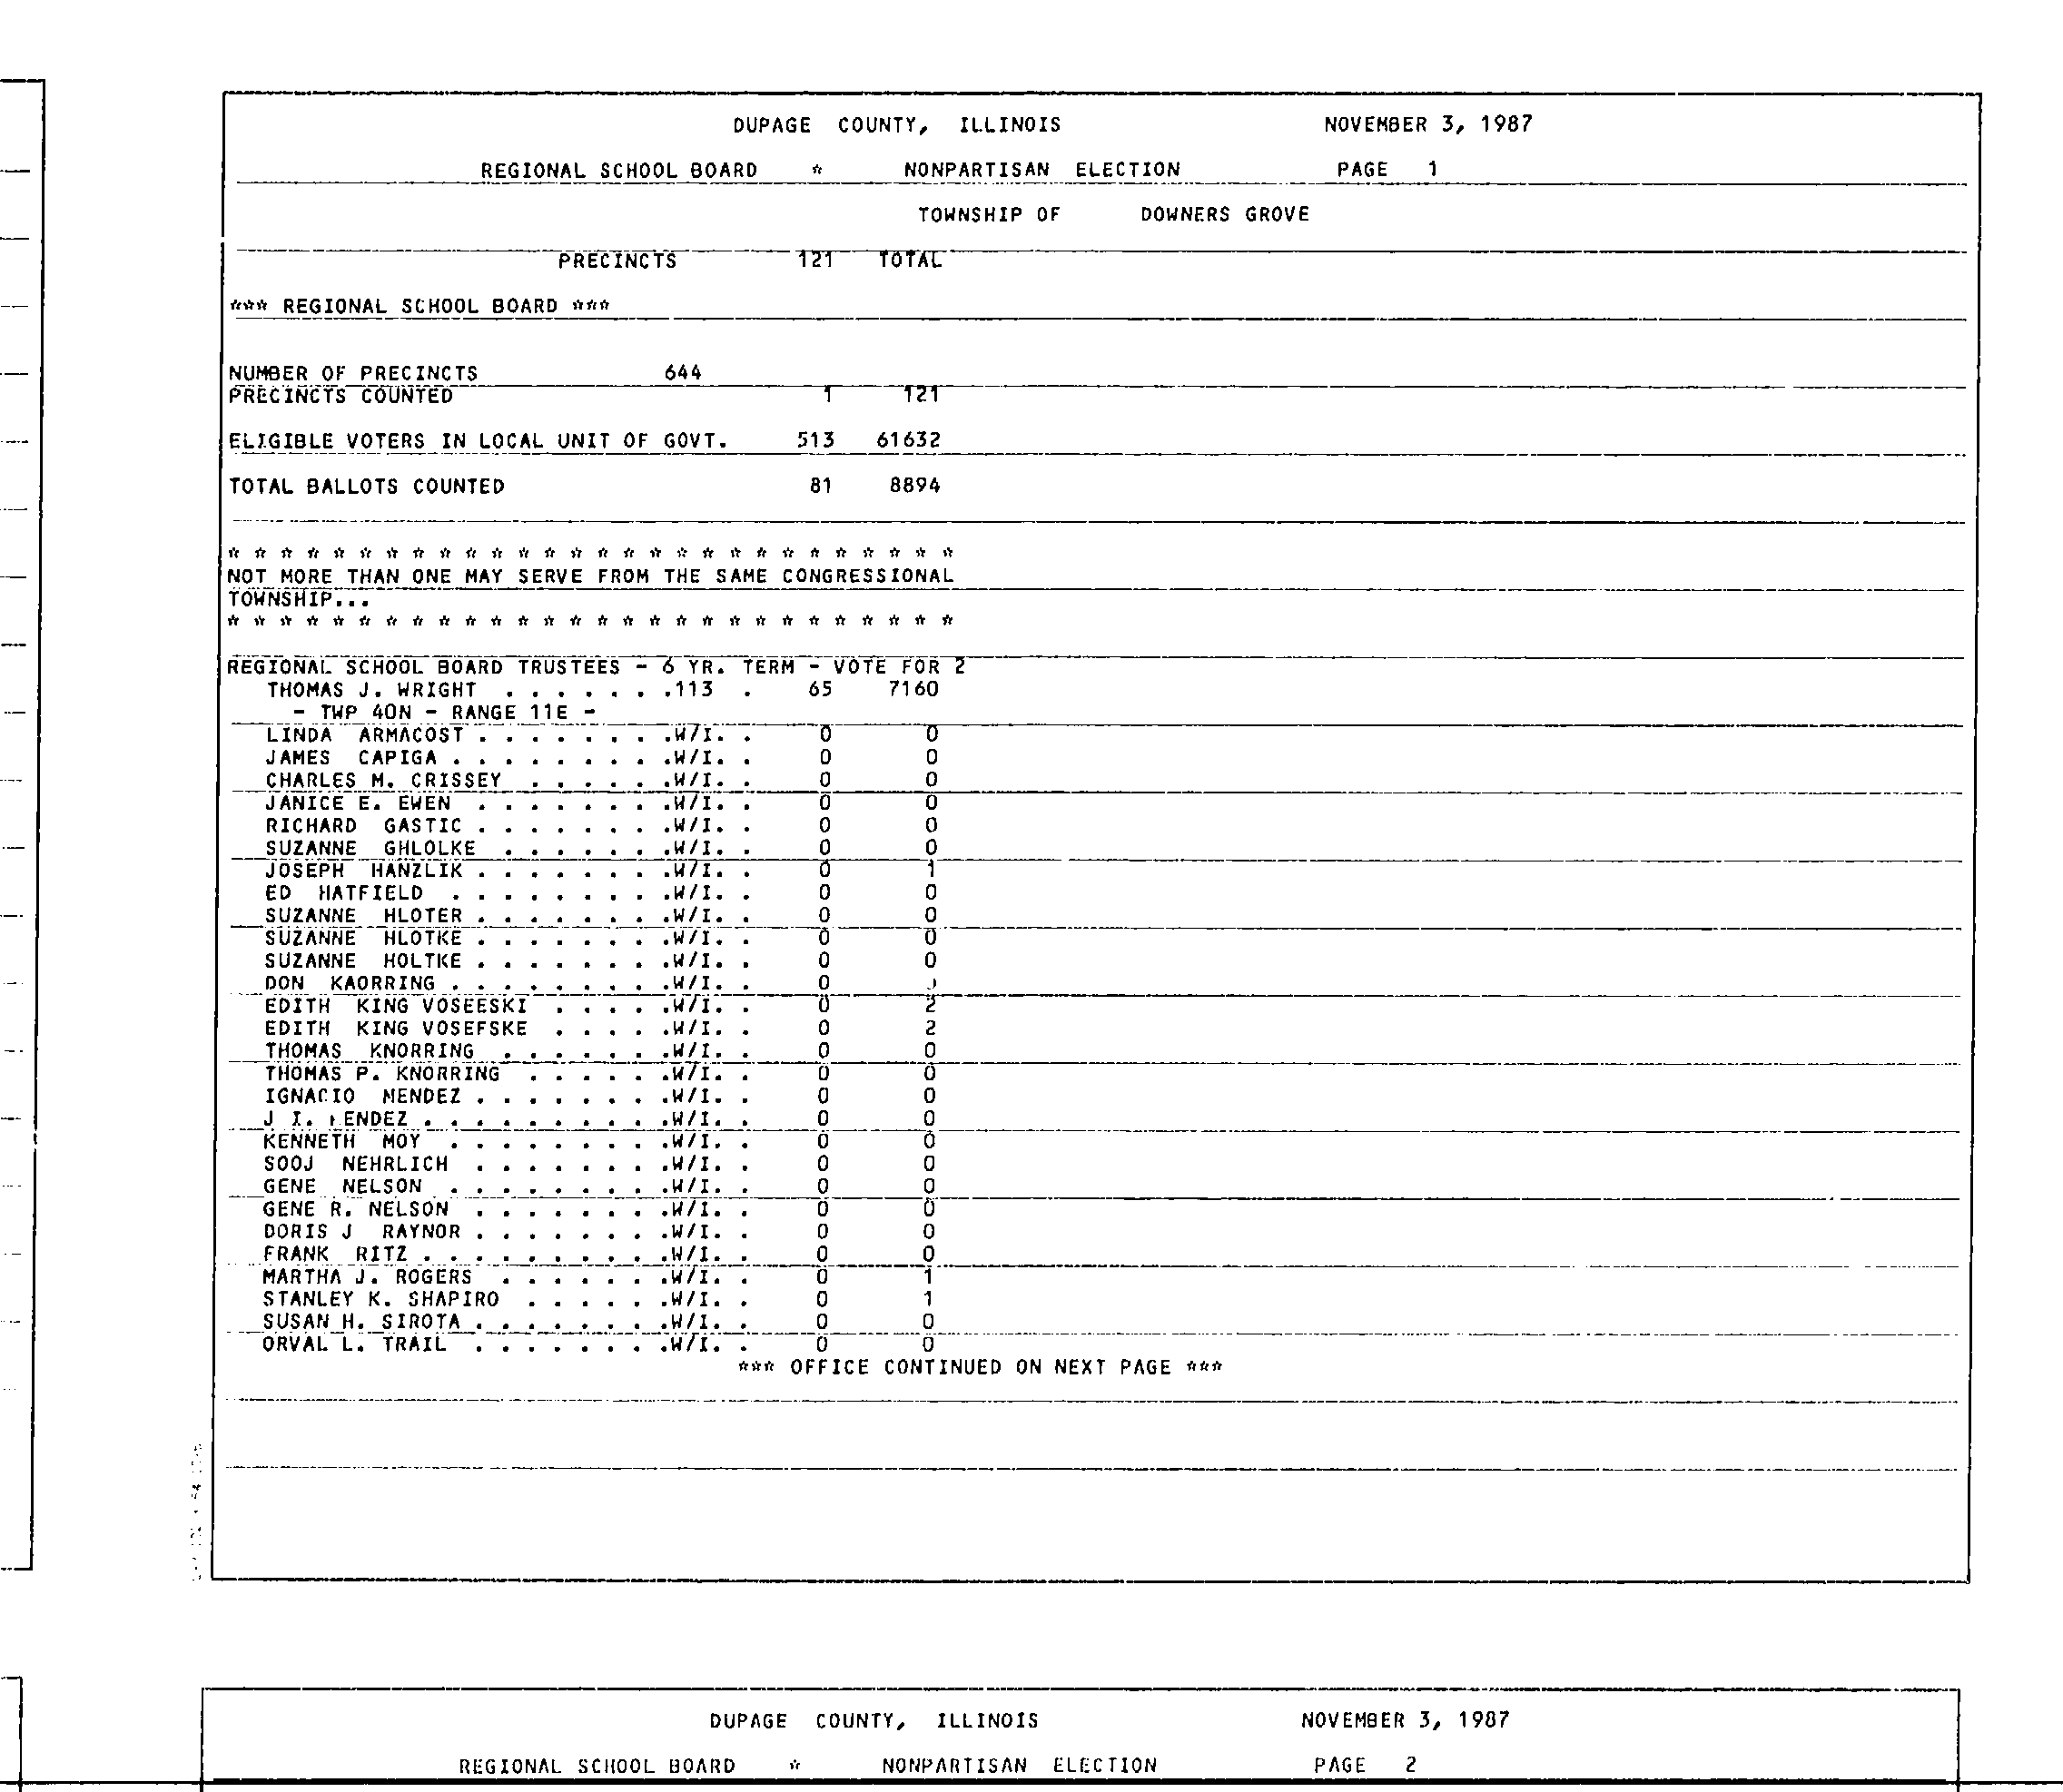 DUPAGE COUNTY, ILLINOIS NOVEMBER 3, 1987
REGIONAL SCHOOL BOARD * NONPARTISAN ELECTION PAGE 1
TOWNSHIP OF DOWNERS GROVE
PRECINCTS 121 TOTAL
*** REGIONAL SCHOOL BOARD ***
NUMBER OF PRECINCTS 644
PRECINCTS COUNTED 1 121
ELIGIBLE VOTERS IN LOCAL UNIT OF GOVT. 513 61632
TOTAL BALLOTS COUNTED 81 8894
* * * * * * * * * * * * * * * * * * * * * * * * * * * *
NOT MORE THAN ONE MAY SERVE FROM THE SAME CONGRESSIONAL
TOWNSHIP...
* * * * * * * * * * * * * * * * * * * * * * * * * * * *
REGIONAL SCHOOL BOARD TRUSTEES - 6 YR. TERM - VOTE FOR 2
THOMAS J. WRIGHT . . . . . . .113 . 65 7160
- TWP 40N - RANGE 11E -
LINDA ARMACOST . . . . . . . .W/I. . 0 0
JAMES CAPIGA . . . . . . . . .W/I. . 0 0
CHARLES M. CRISSEY . . . . . .W/I. . 0 0
JANICE E. EWEN . . . . . . . .W/I. . 0 0
RICHARD GASTIC . . . . . . . .W/I. . 0 0
SUZANNE GHLOLKE . . . . . . .W/I. . 0 0
JOSEPH HANZLIK . . . . . . . .W/I. . 0 1
ED HATFIELD . . . . . . . . .W/I. . 0 0
SUZANNE HLOTER . . . . . . . .W/I. . 0 0
SUZANNE HLOTKE . . . . . . . .W/I. . 0 0
SUZANNE HOLTKE . . . . . . . .W/I. . 0 0
DON KAORRING . . . . . . . . .W/I. . 0
EDITH KING VOSEESKI . . . . .W/I. . 0 2
EDITH KING VOSEFSKE . . . . .W/I. . 0 2
THOMAS KNORRING . . . . . . .W/I. . 0 0
THOMAS P. KNORRING . . . . . .W/I. . 0 0
IGNACIO MENDEZ . . . . . . . .W/I. . 0 0
J I. . . . . . . . . . .W/I. . 0 0
KENNETH MOY . . . . . . . . .W/I. . 0 0
SOOJ NEHRLICH . . . . . . . .W/I. . 0 0
GENE NELSON . . . . . . . . .W/I. . 0 0
GENE R. NELSON . . . . . . . .W/I. . 0 0
DORIS J RAYNOR . . . . . . . .W/I. . 0 0
FRANK RITZ . . . . . . . . . .W/I. . 0 0
MARTHA J. ROGERS . . . . . . .W/I. . 0 1
STANLEY K. SHAPIRO . . . . . .W/I. . 0 1
SUSAN H. SIROTA . . . . . . . .W/I. . 0 0
ORVAL L. TRAIL . . . . . . . .W/I. . 0 0
*** OFFICE CONTINUED ON NEXT PAGE ***
DUPAGE COUNTY, ILLINOIS NOVEMBER 3, 1987
REGIONAL SCHOOL BOARD * NONPARTISAN ELECTION PAGE 2